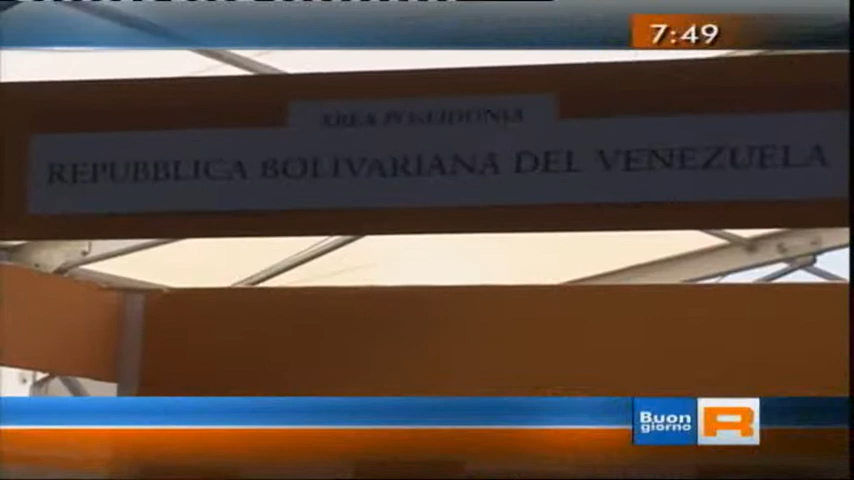 7:49
AREA POSEIDONIA
REPUBBLICA BOLIVARIANA DEL VENEZUELA
Buon
giorno
R